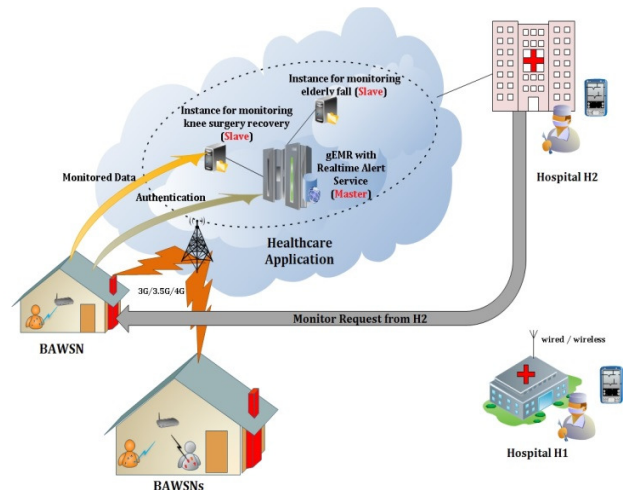 Instance for monitoring
elderly fall (Slave)
Instance for monitoring
knee surgery recovery
(Slave)
gEMR with
Realtime Alert
Service
(Master)
Monitored Data
Authentication
Healthcare
Application
Hospital H2
3G/3.5G/4G
BAWSN
Monitor Request from H2
wired / wireless
Hospital H1
BAWSNs